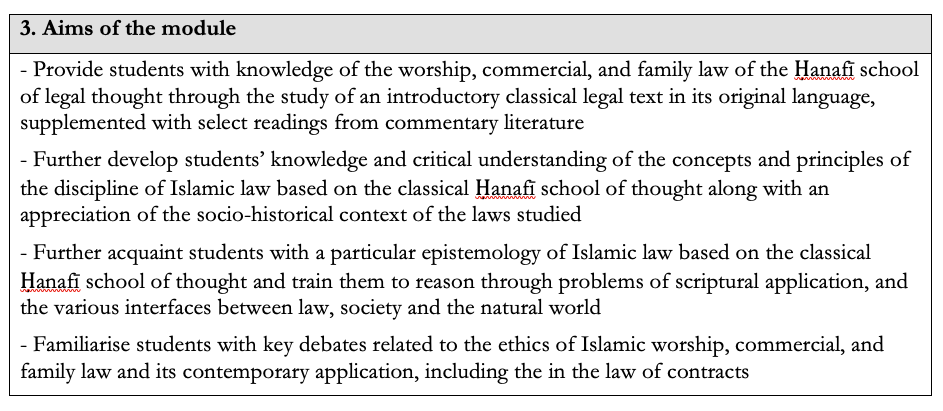 3. Aims of the module
- Provide students with knowledge of the worship, commercial, and family law of the Ḥanafī school
of legal thought through the study of an introductory classical legal text in its original language,
supplemented with select readings from commentary literature
- Further develop students’ knowledge and critical understanding of the concepts and principles of
the discipline of Islamic law based on the classical Ḥanafī school of thought along with an
appreciation of the socio-historical context of the laws studied
- Further acquaint students with a particular epistemology of Islamic law based on the classical
Ḥanafī school of thought and train them to reason through problems of scriptural application, and
the various interfaces between law, society and the natural world
- Familiarise students with key debates related to the ethics of Islamic worship, commercial, and
family law and its contemporary application, including the in the law of contracts